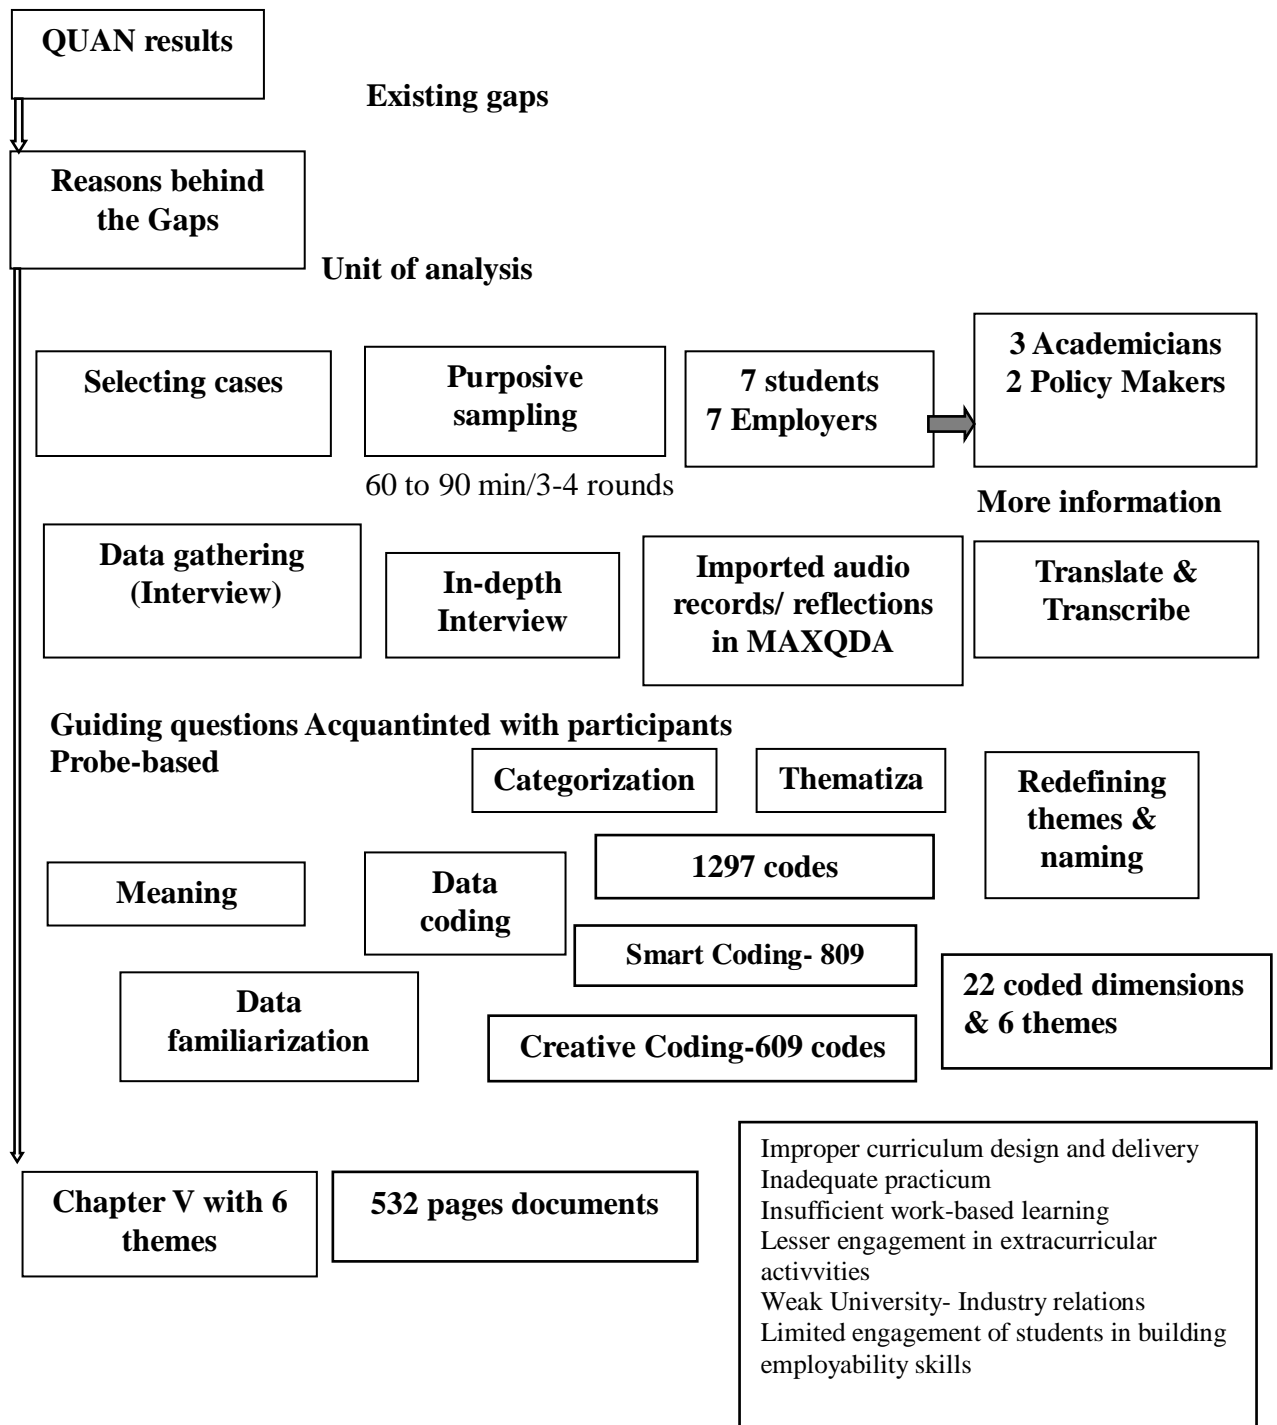 QUAN results
Existing gaps
Reasons behind
the Gaps
Unit of analysis
Selecting cases
Purposive
sampling
7 students
7 Employers
3 Academicians
2 Policy Makers
60 to 90 min/3-4 rounds
More information
Data gathering
(Interview)
In-depth
Interview
Imported audio
records/ reflections
in MAXQDA
Translate &
Transcribe
Guiding questions Acquantinted with participants
Probe-based
Categorization
Thematiza
Redefining
themes &
naming
Meaning
Data
coding
1297 codes
Smart Coding- 809
Data
familiarization
Creative Coding-609 codes
22 coded dimensions
& 6 themes
Chapter V with 6
themes
532 pages documents
Improper curriculum design and delivery
Inadequate practicum
Insufficient work-based learning
Lesser engagement in extracurricular
activvities
Weak University- Industry relations
Limited engagement of students in building
employability skills